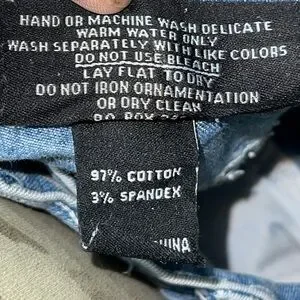 HAND OR MACHINE WASH DELICATE
WARM WATER ONLY
WASH SEPARATELY WITH LIKE COLORS
DO NOT USE BLEACH
LAY FLAT TO DRY
DO NOT IRON ORNAMENTATION
OR DRY CLEAN
P.O. BOX
97% COTTON
3% SPANDEX